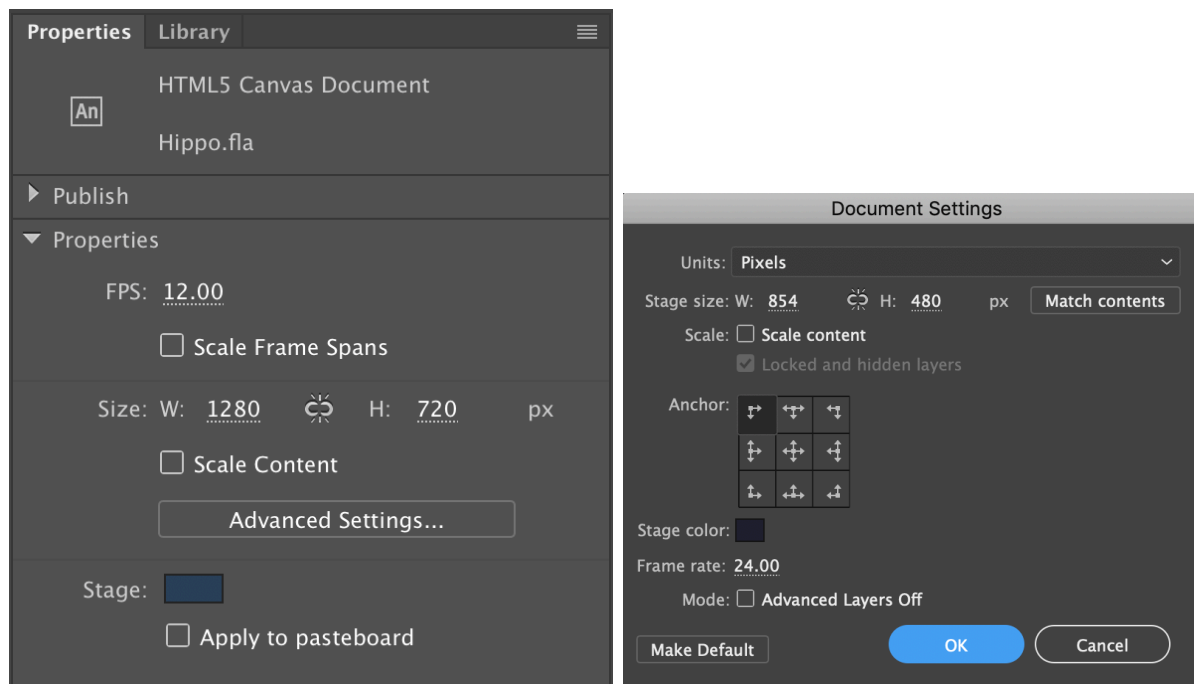 Properties Library
An
HTML5 Canvas Document
Hippo.fla
Publish
Properties
FPS: 12.00
Scale Frame Spans
Size: W: 1280 H: 720 px
Scale Content
Advanced Settings...
Stage:
Apply to pasteboard
Document Settings
Units: Pixels
Stage size: W: 854 H: 480 px Match contents
Scale: Scale content
Locked and hidden layers
Anchor:
Stage color:
Frame rate: 24.00
Mode: Advanced Layers Off
Make Default OK Cancel